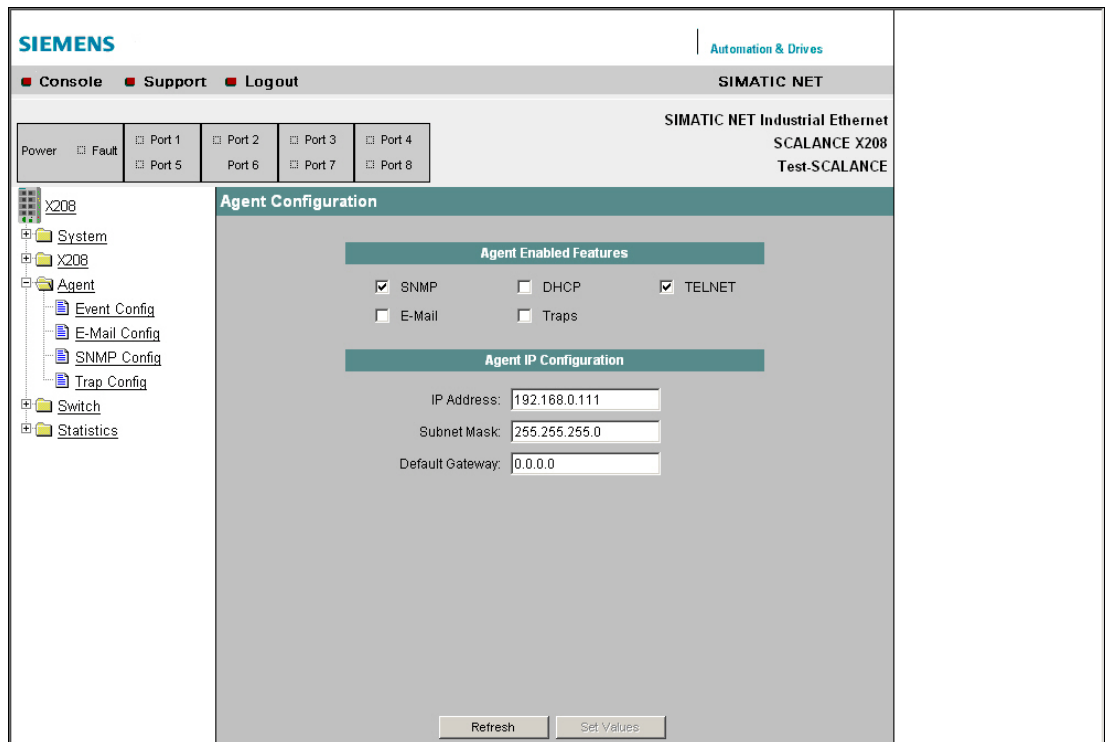 SIEMENS
Automation & Drives
Console Support Logout SIMATIC NET
SIMATIC NET Industrial Ethernet
SCALANCE X208
Test-SCALANCE
Power Fault Port 1 Port 2 Port 3 Port 4
Port 5 Port 6 Port 7 Port 8
X208
System
X208
Agent
Event Config
E-Mail Config
SNMP Config
Trap Config
Switch
Statistics
Agent Configuration
Agent Enabled Features
SNMP DHCP TELNET
E-Mail Traps
Agent IP Configuration
IP Address: 192.168.0.111
Subnet Mask: 255.255.255.0
Default Gateway: 0.0.0.0
Refresh Set Values